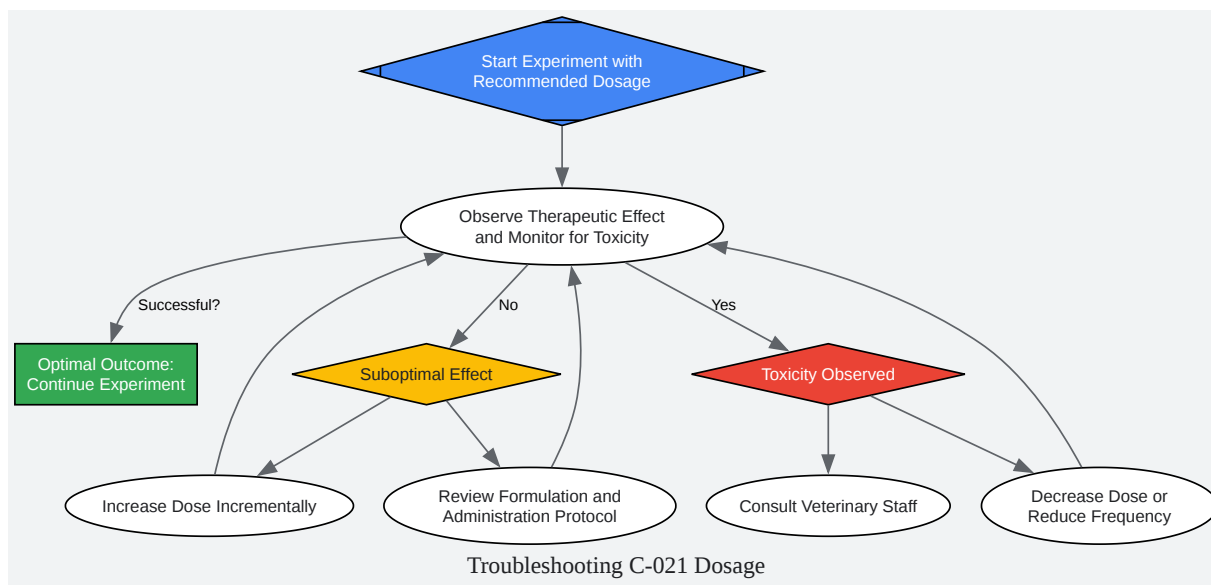 Start Experiment with
Recommended Dosage
Observe Therapeutic Effect
and Monitor for Toxicity
Successful?
No
Yes
Optimal Outcome:
Continue Experiment
Suboptimal Effect
Toxicity Observed
Increase Dose Incrementally
Review Formulation and
Administration Protocol
Consult Veterinary Staff
Decrease Dose or
Reduce Frequency
Troubleshooting C-021 Dosage